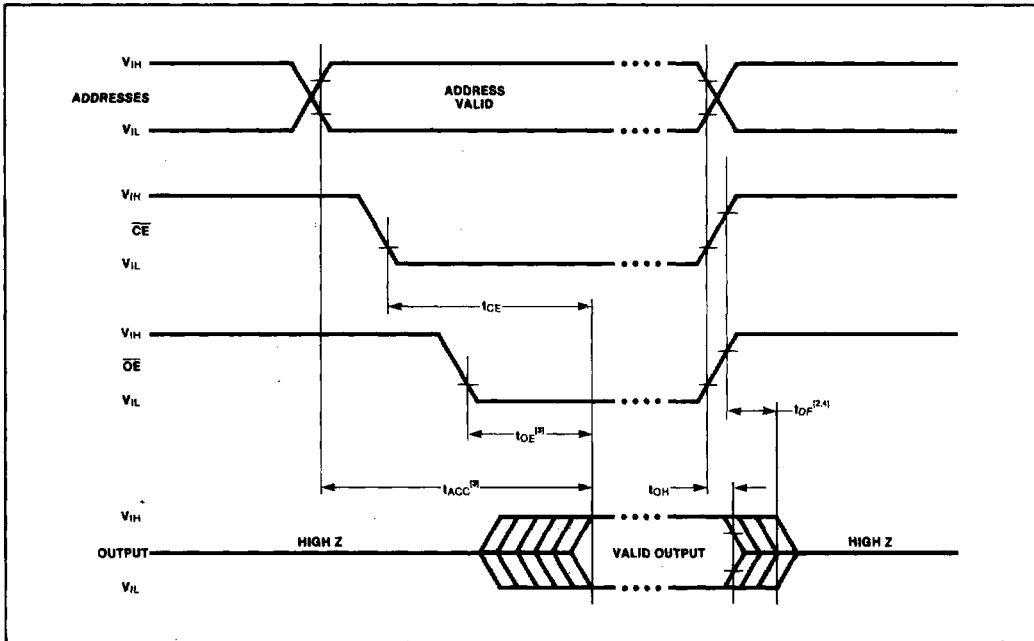 VIH
ADDRESSES
ADDRESS
VALID
VIL
VIH
CE
VIL
tCE
VIH
OE
VIL
tDF[2,4]
tOE[3]
tOH
tACC[3]
VIH
OUTPUT
HIGH Z
VALID OUTPUT
HIGH Z
VIL